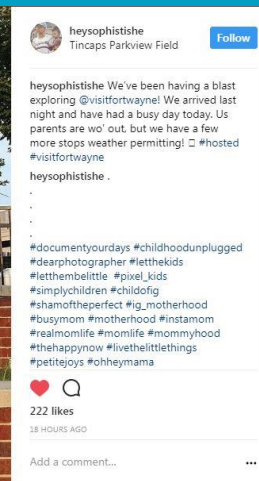 heysophistishe
Tincaps Parkview Field
Follow
heysophistishe We've been having a blast
exploring @visitfortwayne! We arrived last
night and have had a busy day today. Us
parents are wo' out, but we have a few
more stops weather permitting! #hosted
#visitfortwayne
heysophistishe .
.
.
.
.
#documentyourdays #childhoodunplugged
#dearphotographer #letthekids
#letthembelittle #pixel_kids
#simplychildren #childofig
#shamoftheperfect #ig_motherhood
#busymom #motherhood #instamom
#realmomlife #momlife #mommyhood
#thehappynow #livethelittlethings
#petitejoys #ohheymama
222 likes
18 HOURS AGO
Add a comment...